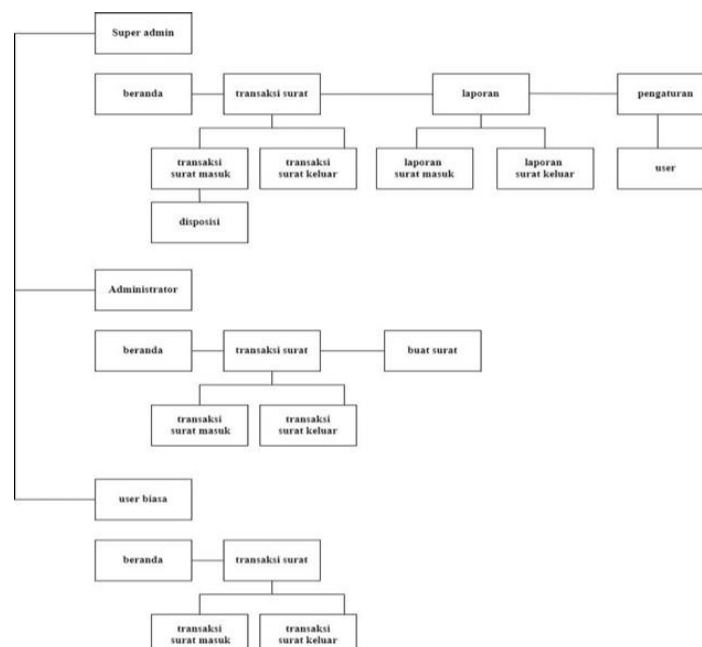 Super admin
beranda
transaksi surat
laporan
pengaturan
transaksi
surat masuk
transaksi
surat keluar
laporan
surat masuk
laporan
surat keluar
user
disposisi
Administrator
beranda
transaksi surat
buat surat
transaksi
surat masuk
transaksi
surat keluar
user biasa
beranda
transaksi surat
transaksi
surat masuk
transaksi
surat keluar